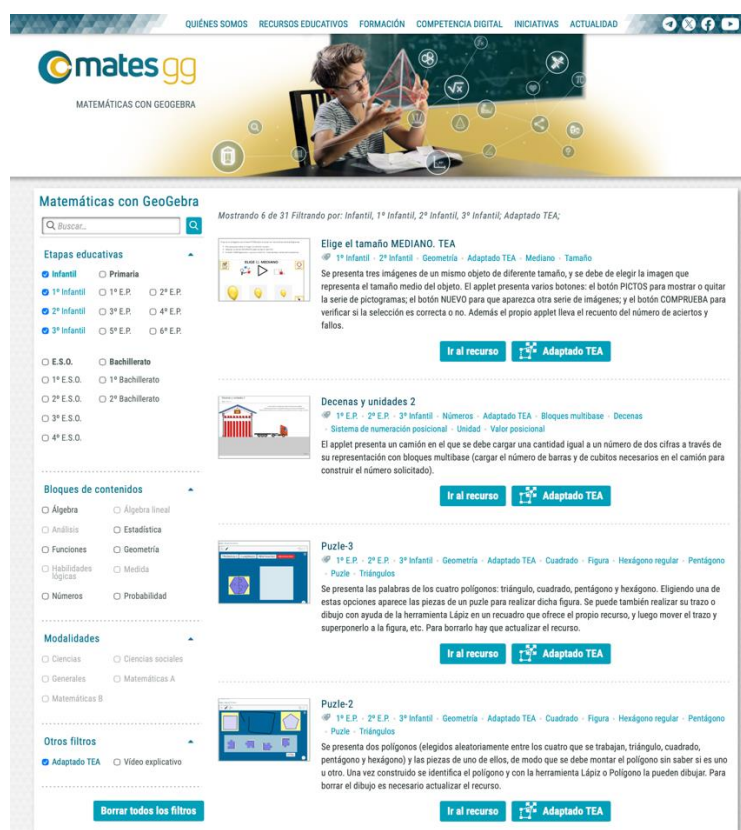 QUIÉNES SOMOS RECURSOS EDUCATIVOS FORMACIÓN COMPETENCIA DIGITAL INICIATIVAS ACTUALIDAD
mates gg
MATEMÁTICAS CON GEOGEBRA
Matemáticas con GeoGebra
Buscar...
Etapas educativas
Infantil Primaria
1º Infantil 1º E.P. 2º E.P.
2º Infantil 3º E.P. 4º E.P.
3º Infantil 5º E.P. 6º E.P.
E.S.O. Bachillerato
1º E.S.O. 1º Bachillerato
2º E.S.O. 2º Bachillerato
3º E.S.O.
4º E.S.O.
Bloques de contenidos
Álgebra Álgebra lineal
Análisis Estadística
Funciones Geometría
Habilidades lógicas Medida
Números Probabilidad
Modalidades
Ciencias Ciencias sociales
Generales Matemáticas A
Matemáticas B
Otros filtros
Adaptado TEA Vídeo explicativo
Borrar todos los filtros
Mostrando 6 de 31 Filtrando por: Infantil, 1º Infantil, 2º Infantil, 3º Infantil; Adaptado TEA;
Elige el tamaño MEDIANO. TEA
1º Infantil - 2º Infantil - Geometría - Adaptado TEA - Mediano - Tamaño
Se presenta tres imágenes de un mismo objeto de diferente tamaño, y se debe de elegir la imagen que
representa el tamaño medio del objeto. El applet presenta varios botones: el botón PICTOS para mostrar o quitar
la serie de pictogramas; el botón NUEVO para que aparezca otra serie de imágenes; y el botón COMPRUEBA para
verificar si la selección es correcta o no. Además el propio applet lleva el recuento del número de aciertos y
fallos.
Ir al recurso Adaptado TEA
Decenas y unidades 2
1º E.P. - 2º E.P. - 3º Infantil - Números - Adaptado TEA - Bloques multibase - Decenas
- Sistema de numeración posicional - Unidad - Valor posicional
El applet presenta un camión en el que se debe cargar una cantidad igual a un número de dos cifras a través de
su representación con bloques multibase (cargar el número de barras y de cubitos necesarios en el camión para
construir el número solicitado).
Ir al recurso Adaptado TEA
Puzle-3
1º E.P. - 2º E.P. - 3º Infantil - Geometría - Adaptado TEA - Cuadrado - Figura - Hexágono regular - Pentágono
- Puzle - Triángulos
Se presenta las palabras de los cuatro polígonos: triángulo, cuadrado, pentágono y hexágono. Eligiendo una de
estas opciones aparece las piezas de un puzle para realizar dicha figura. Se puede también realizar su trazo o
dibujo con ayuda de la herramienta Lápiz en un recuadro que ofrece el propio recurso, y luego mover el trazo y
superponerlo a la figura, etc. Para borrarlo hay que actualizar el recurso.
Ir al recurso Adaptado TEA
Puzle-2
1º E.P. - 2º E.P. - 3º Infantil - Geometría - Adaptado TEA - Cuadrado - Figura - Hexágono regular - Pentágono
- Puzle - Triángulos
Se presenta dos polígonos (elegidos aleatoriamente entre los cuatro que se trabajan, triángulo, cuadrado,
pentágono y hexágono) y las piezas de uno de ellos, de modo que se debe montar el polígono sin saber si es uno
u otro. Una vez construido se identifica el polígono y con la herramienta Lápiz o Polígono la pueden dibujar. Para
borrar el dibujo es necesario actualizar el recurso.
Ir al recurso Adaptado TEA